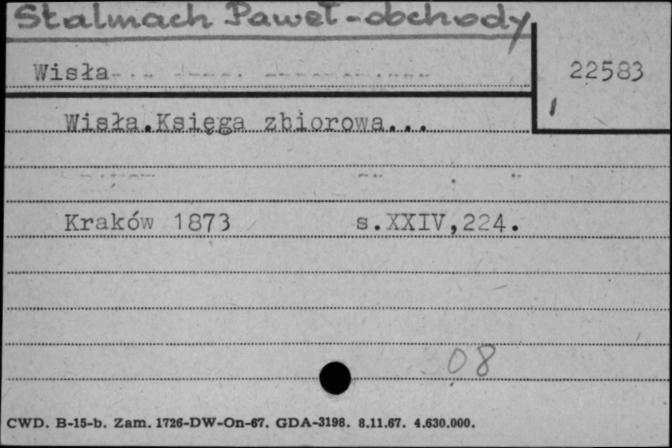 Stalmach Paweł-obchody
Wisła
22583
1
Wisła.Księga zbiorowa...
Kraków 1873 s.XXIV,224.
08
CWD. B-15-b. Zam. 1726-DW-On-67. GDA-3198. 8.11.67. 4.630.000.